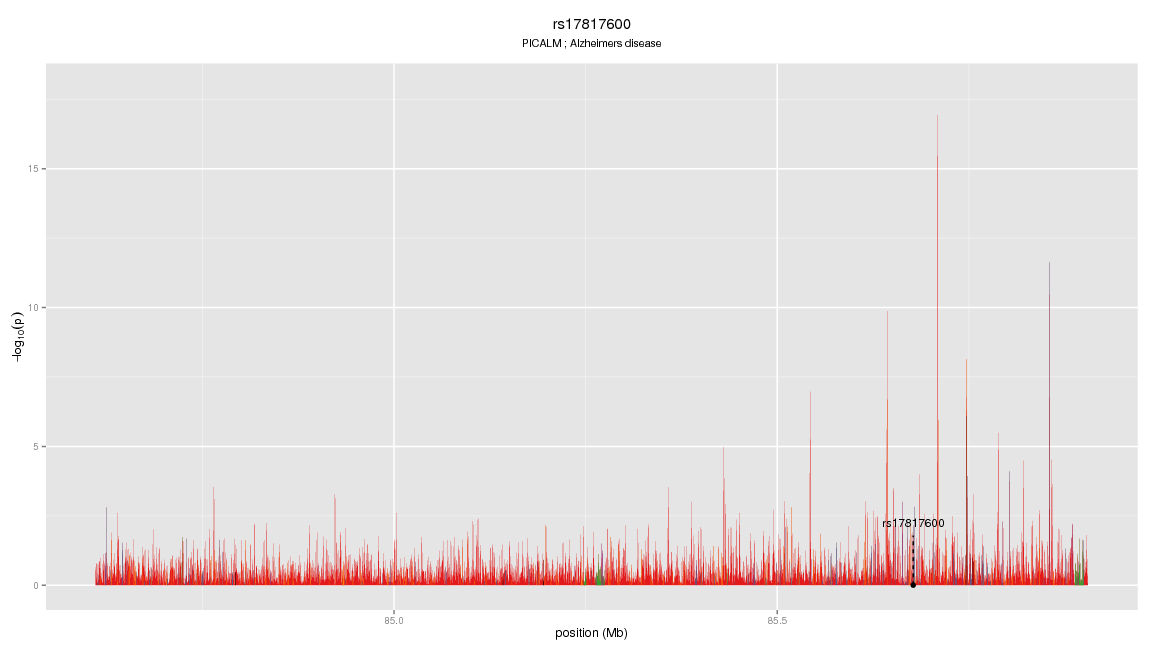 rs17817600
PICALM ; Alzheimers disease
−log10(p)
15
10
5
0
rs17817600
85.0
85.5
position (Mb)